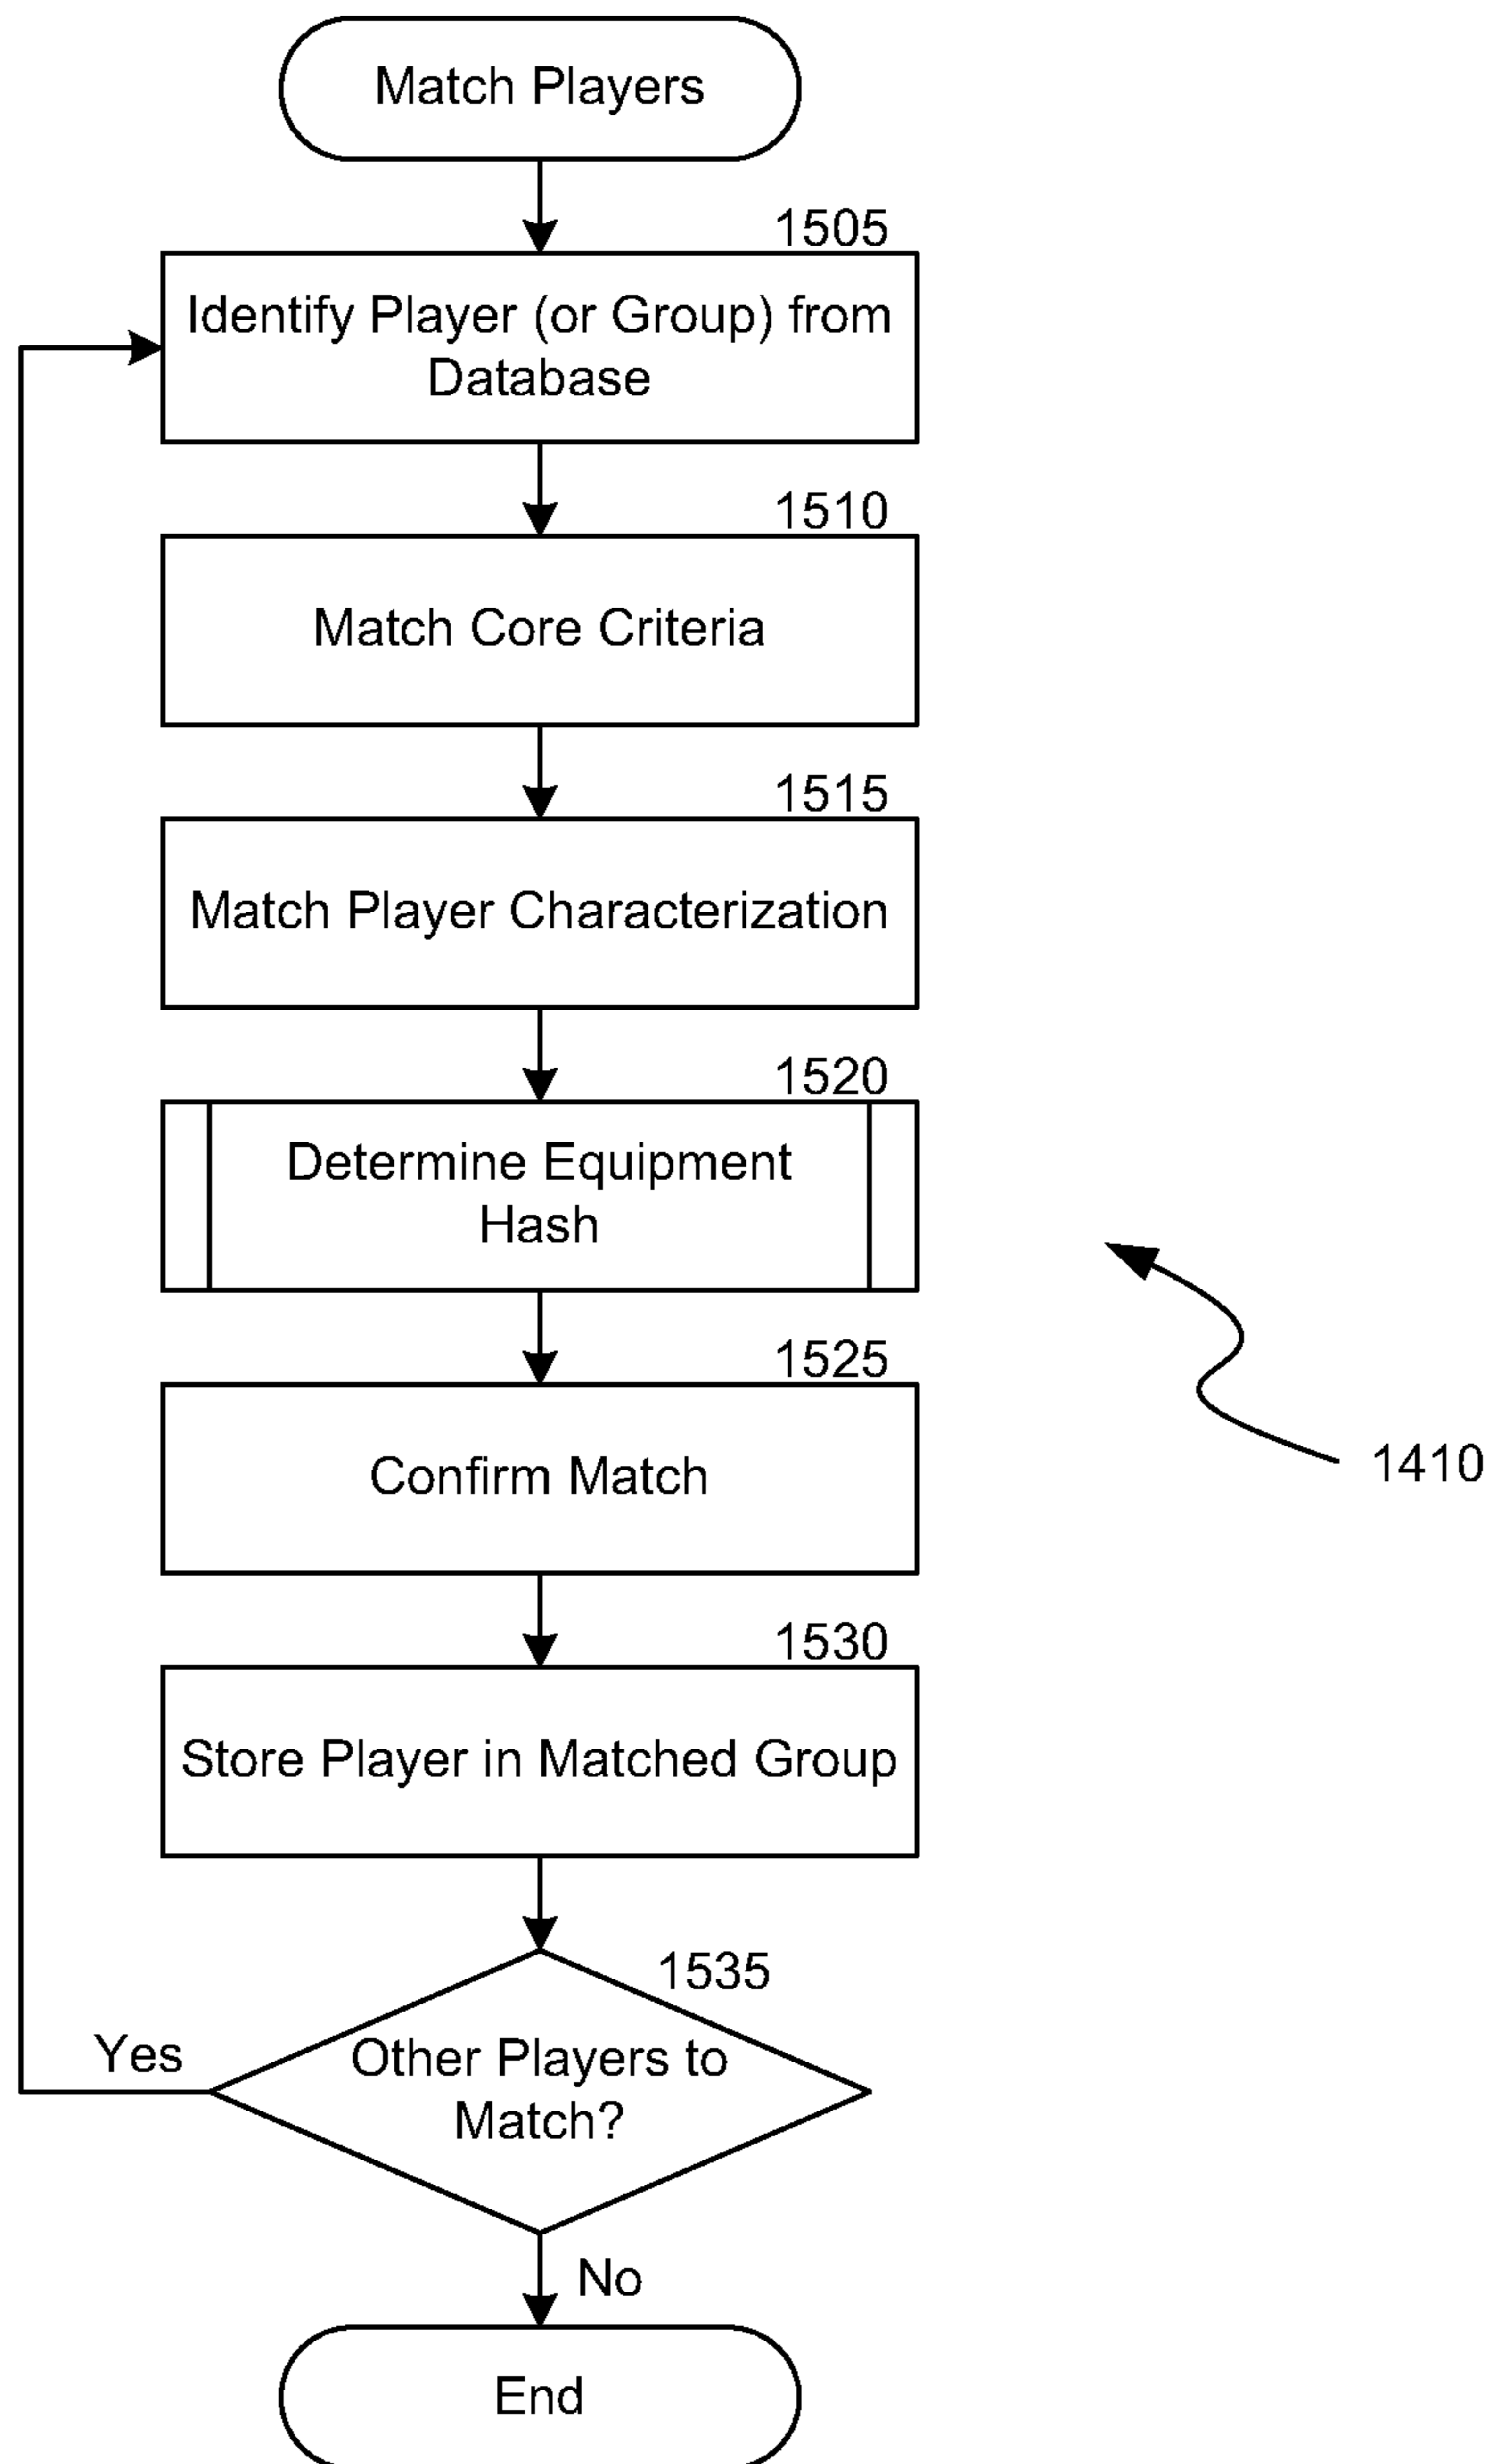 Match Players
1505
Identify Player (or Group) from
Database
1510
Match Core Criteria
1515
Match Player Characterization
1520
Determine Equipment
Hash
1525
Confirm Match
1410
1530
Store Player in Matched Group
1535
Yes
Other Players to
Match?
No
End